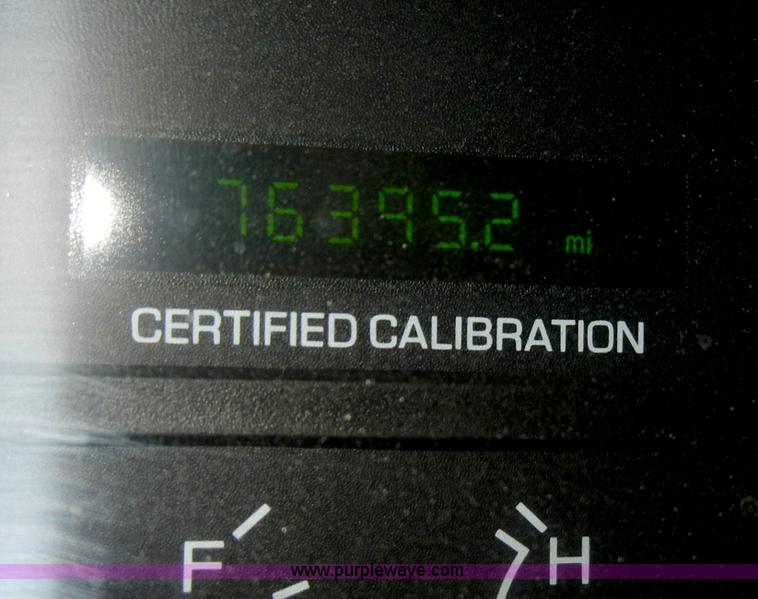 76395.2 mi
CERTIFIED CALIBRATION
F H
www.purplewave.com